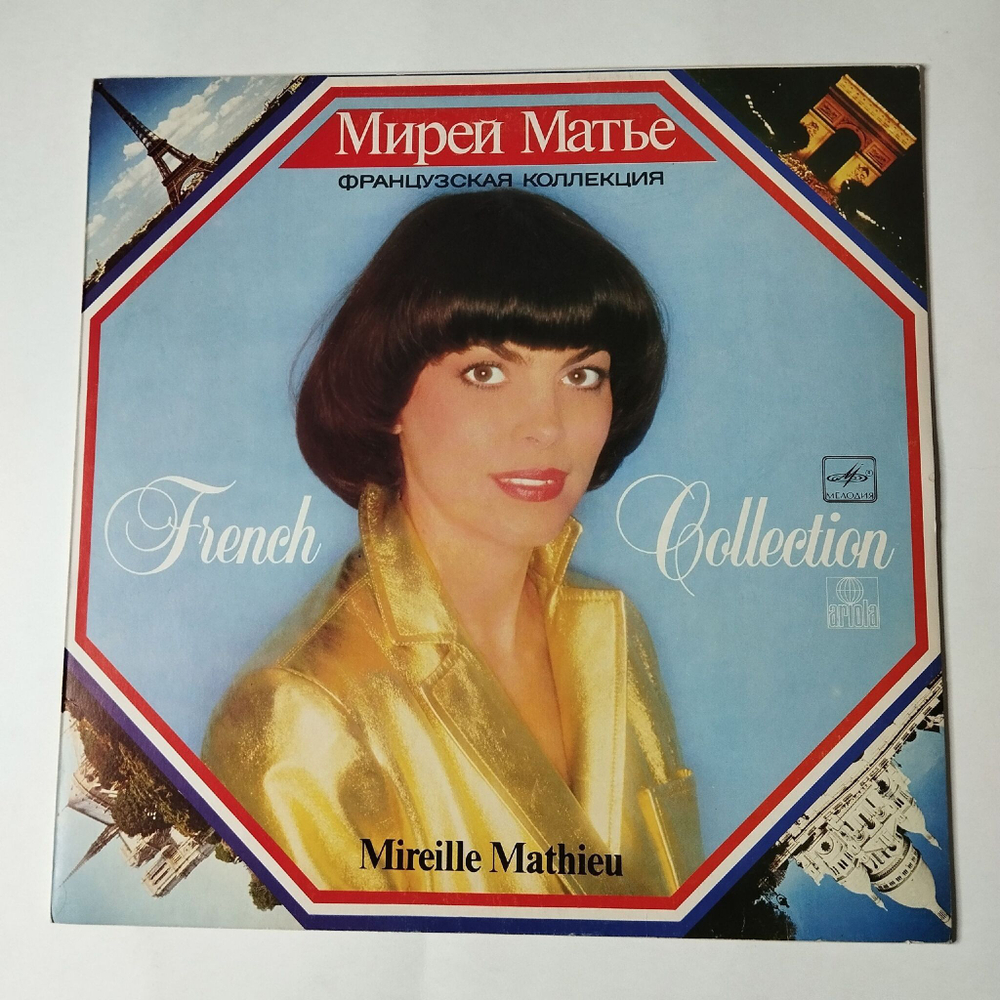 Мирей Матье
ФРАНЦУЗСКАЯ КОЛЛЕКЦИЯ
French Collection
МЕЛОДИЯ
ariola
Mireille Mathieu